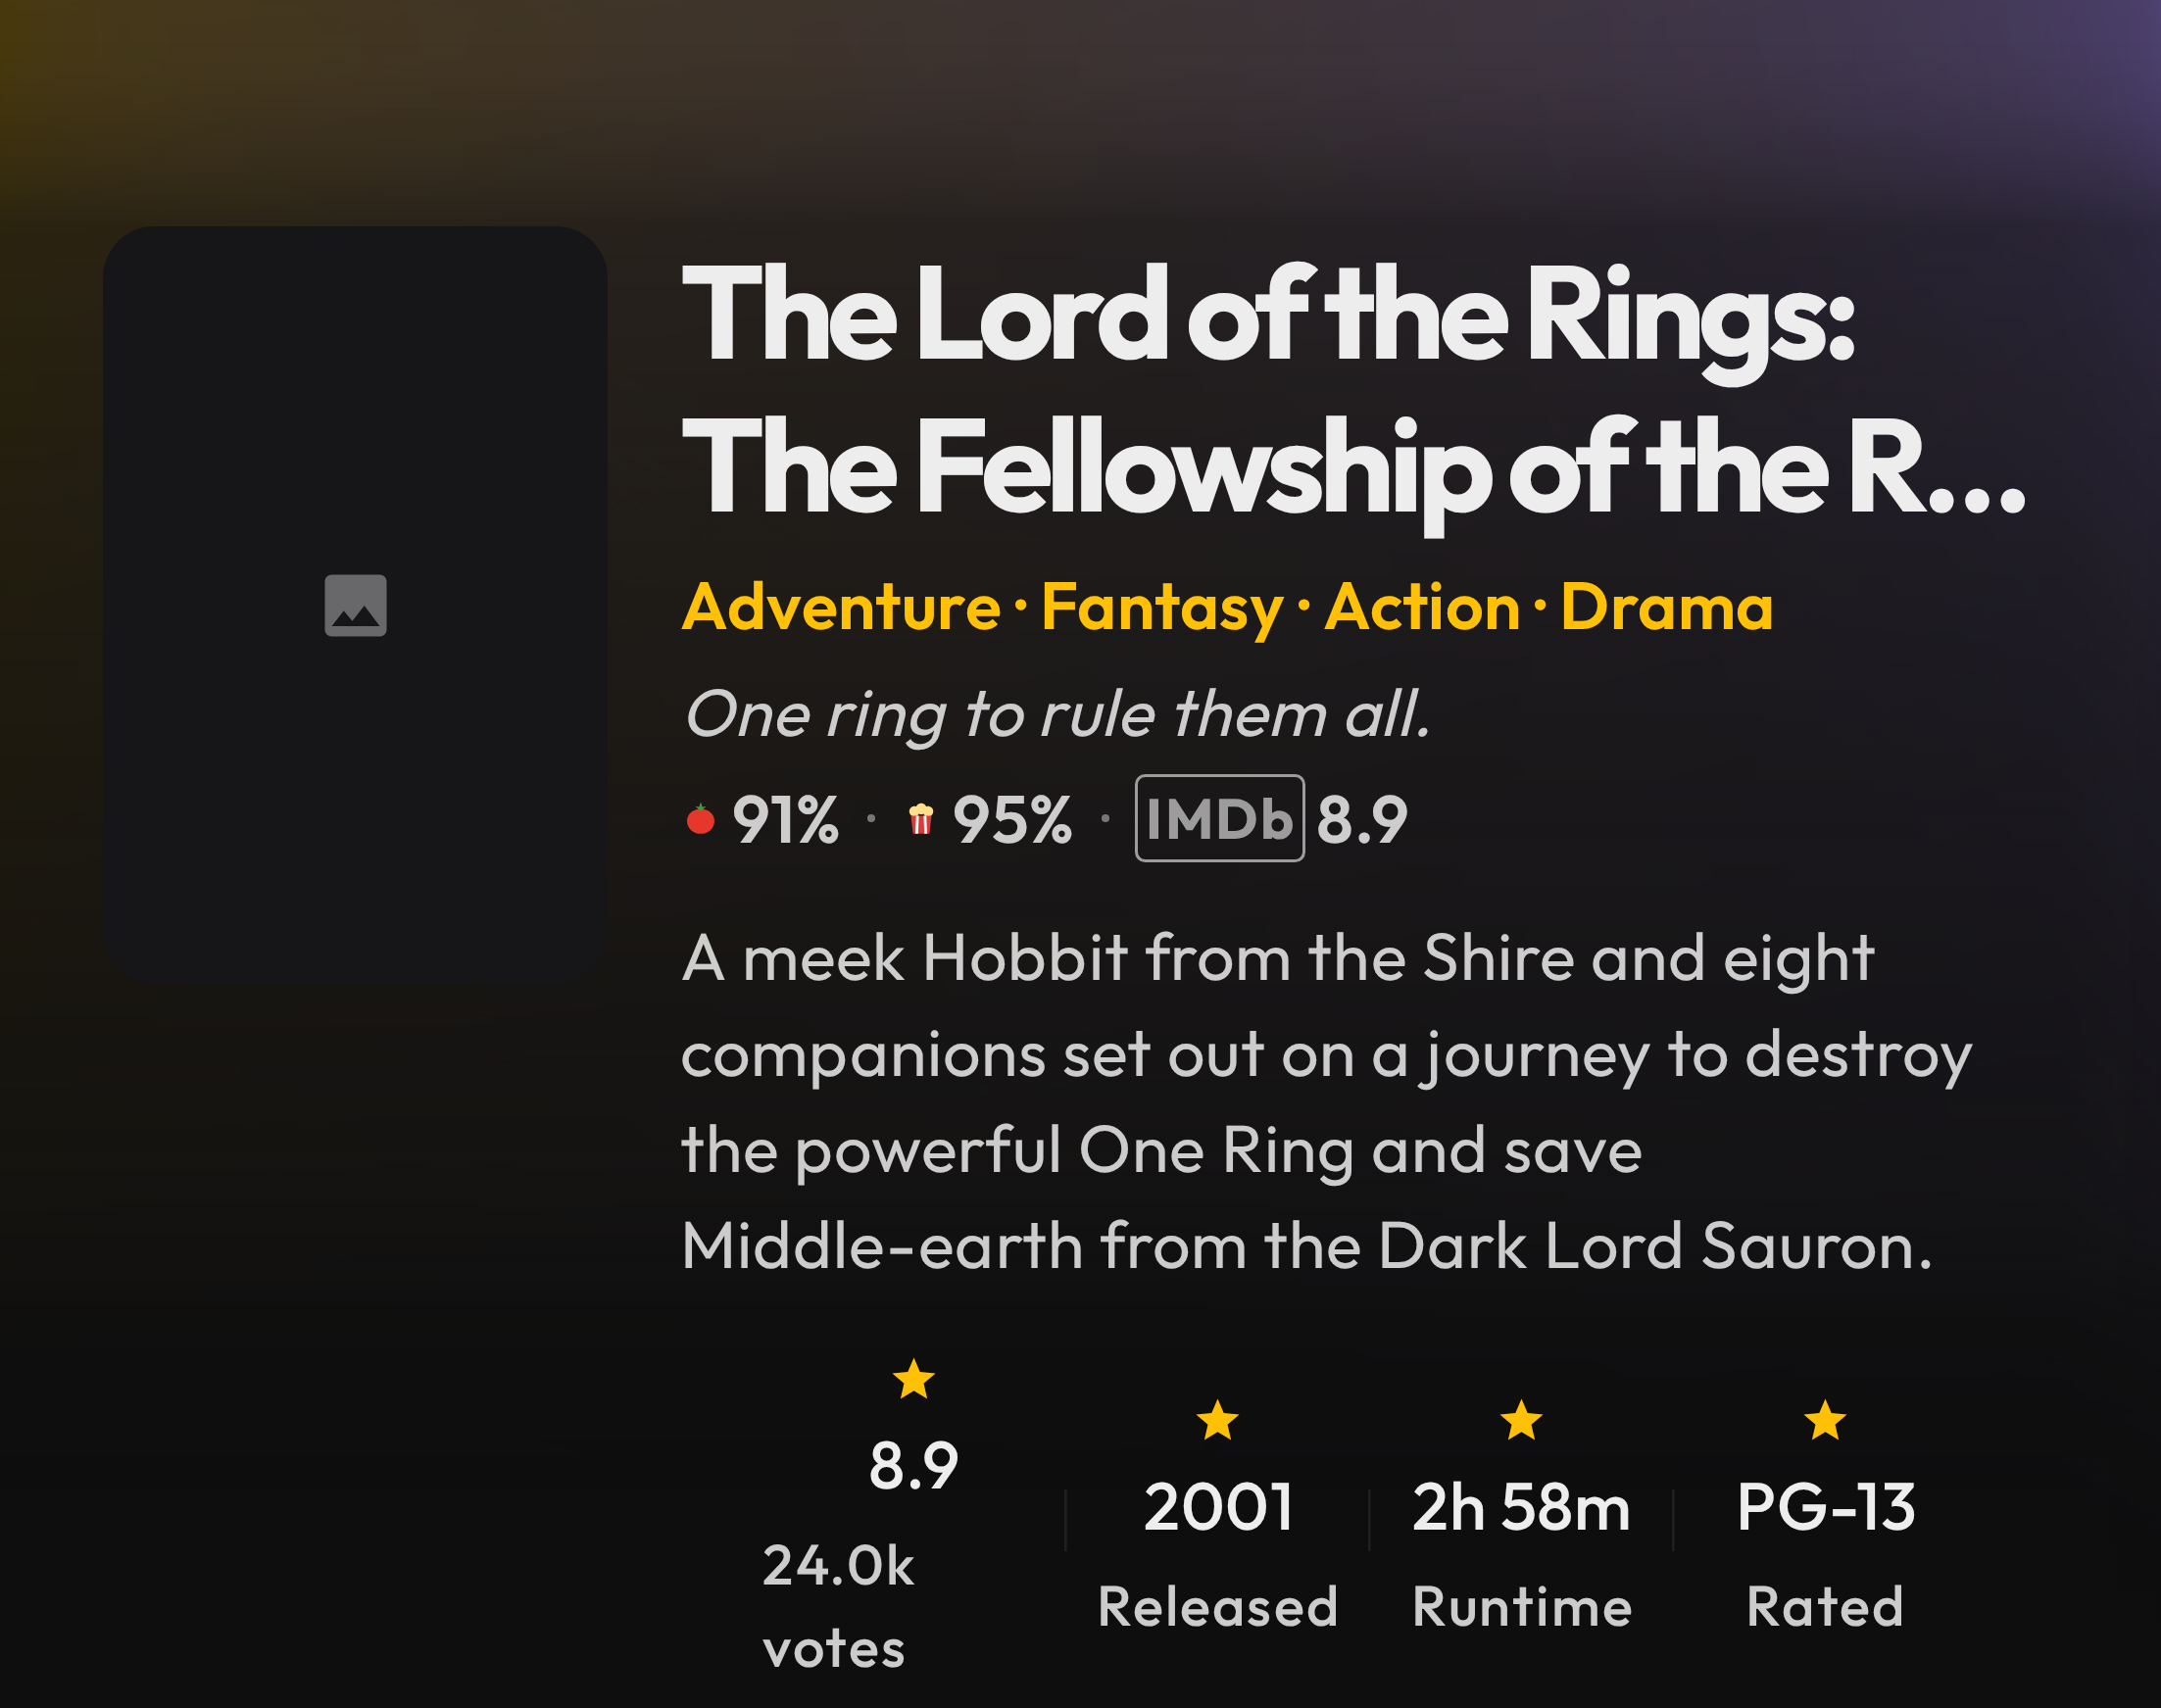 The Lord of the Rings:
The Fellowship of the R...
Adventure · Fantasy · Action · Drama
One ring to rule them all.
91% · 95% · IMDb 8.9
A meek Hobbit from the Shire and eight
companions set out on a journey to destroy
the powerful One Ring and save
Middle-earth from the Dark Lord Sauron.
8.9
24.0k
votes
2001
Released
2h 58m
Runtime
PG-13
Rated